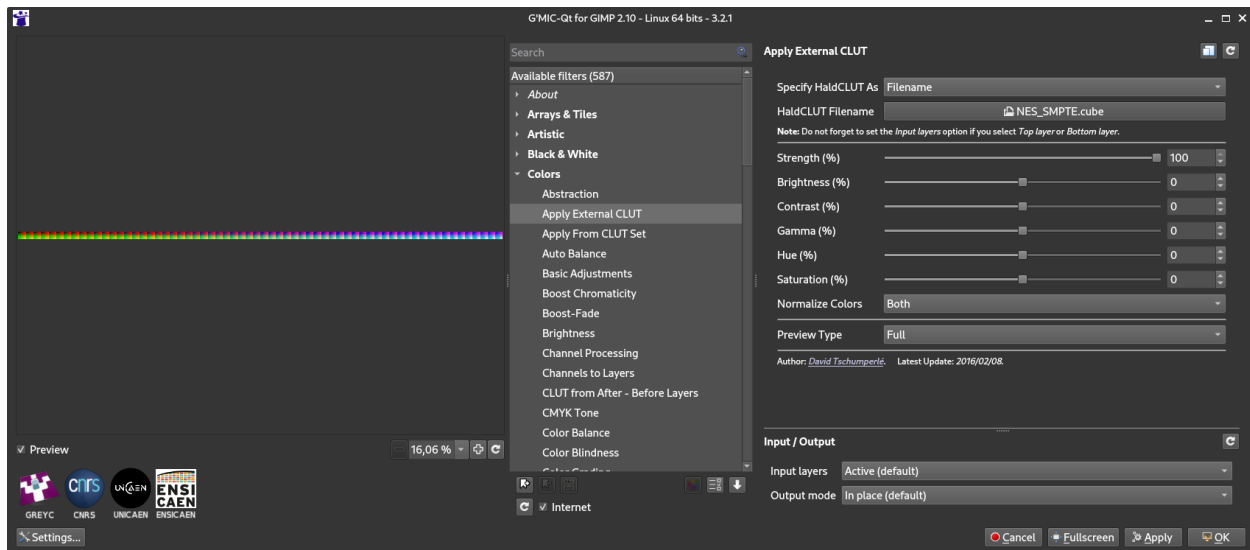 G'MIC-Qt for GIMP 2.10 - Linux 64 bits - 3.2.1
Search
Available filters (587)
About
Arrays & Tiles
Artistic
Black & White
Colors
Abstraction
Apply External CLUT
Apply From CLUT Set
Auto Balance
Basic Adjustments
Boost Chromaticity
Boost-Fade
Brightness
Channel Processing
Channels to Layers
CLUT from After - Before Layers
CMYK Tone
Color Balance
Color Blindness
Color Grading
Internet
Preview
16,06 %
GREYC
cnrs
CNRS
UNICAEN
UNICAEN
ENSI
CAEN
ENSICAEN
Settings...
Apply External CLUT
Specify HaldCLUT As Filename
HaldCLUT Filename NES_SMPTE.cube
Note: Do not forget to set the Input layers option if you select Top layer or Bottom layer.
Strength (%) 100
Brightness (%) 0
Contrast (%) 0
Gamma (%) 0
Hue (%) 0
Saturation (%) 0
Normalize Colors Both
Preview Type Full
Author: David Tschumperlé. Latest Update: 2016/02/08.
Input / Output
Input layers Active (default)
Output mode In place (default)
Cancel Fullscreen Apply OK